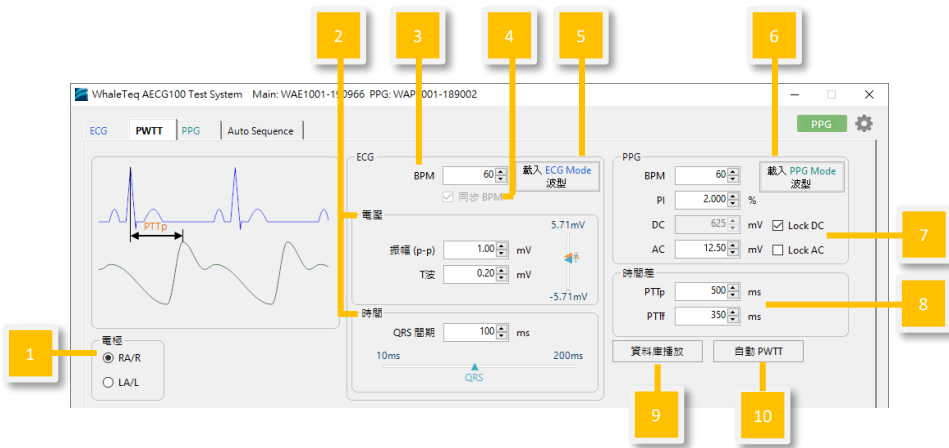 2
3
4
5
6
WhaleTeq AECG100 Test System Main: WAE1001-190966 PPG: WAP1001-189002
ECG
PWTT
PPG
Auto Sequence
PPG
PTTp
ECG
BPM
60
載入 ECG Mode
波型
同步 BPM
電壓
5.71mV
振幅 (p-p)
1.00
mV
T波
0.20
mV
-5.71mV
時間
QRS 間期
100
ms
10ms
200ms
QRS
PPG
BPM
60
載入 PPG Mode
波型
PI
2.000
%
DC
625
mV
Lock DC
AC
12.50
mV
Lock AC
7
時間差
PTTp
500
ms
PTTf
350
ms
8
1
電極
RA/R
LA/L
資料庫播放
自動 PWTT
9
10